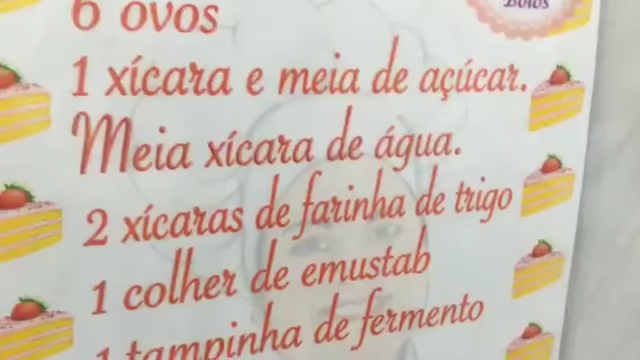 Bolos
6 ovos
1 xícara e meia de açúcar.
Meia xícara de água.
2 xícaras de farinha de trigo
1 colher de emustab
1 tampinha de fermento